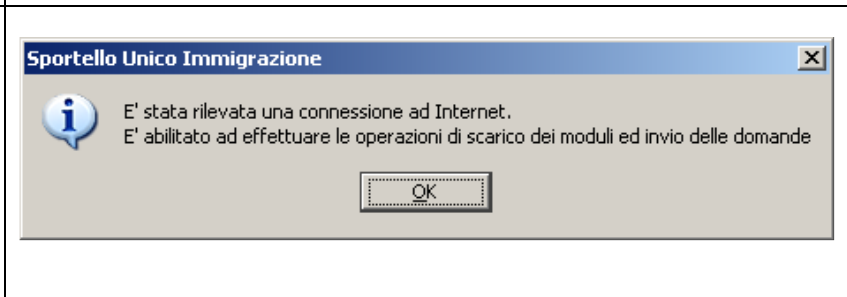 Sportello Unico Immigrazione
E' stata rilevata una connessione ad Internet.
E' abilitato ad effettuare le operazioni di scarico dei moduli ed invio delle domande
OK